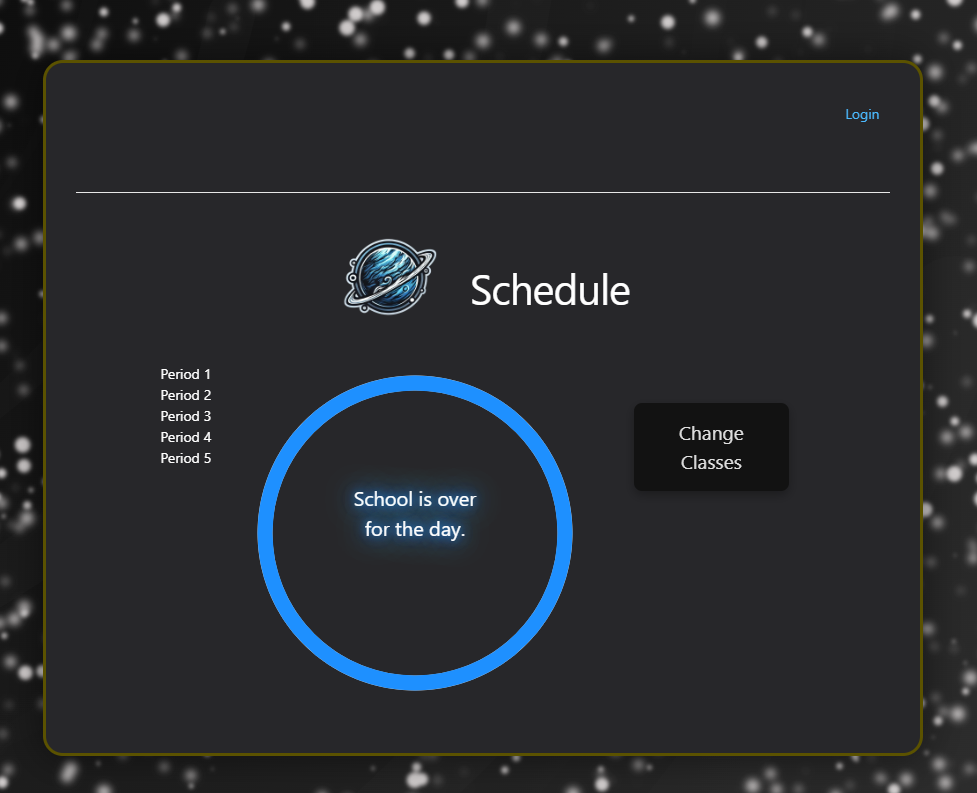 Login
Schedule
Period 1
Period 2
Period 3
Period 4
Period 5
School is over
for the day.
Change
Classes